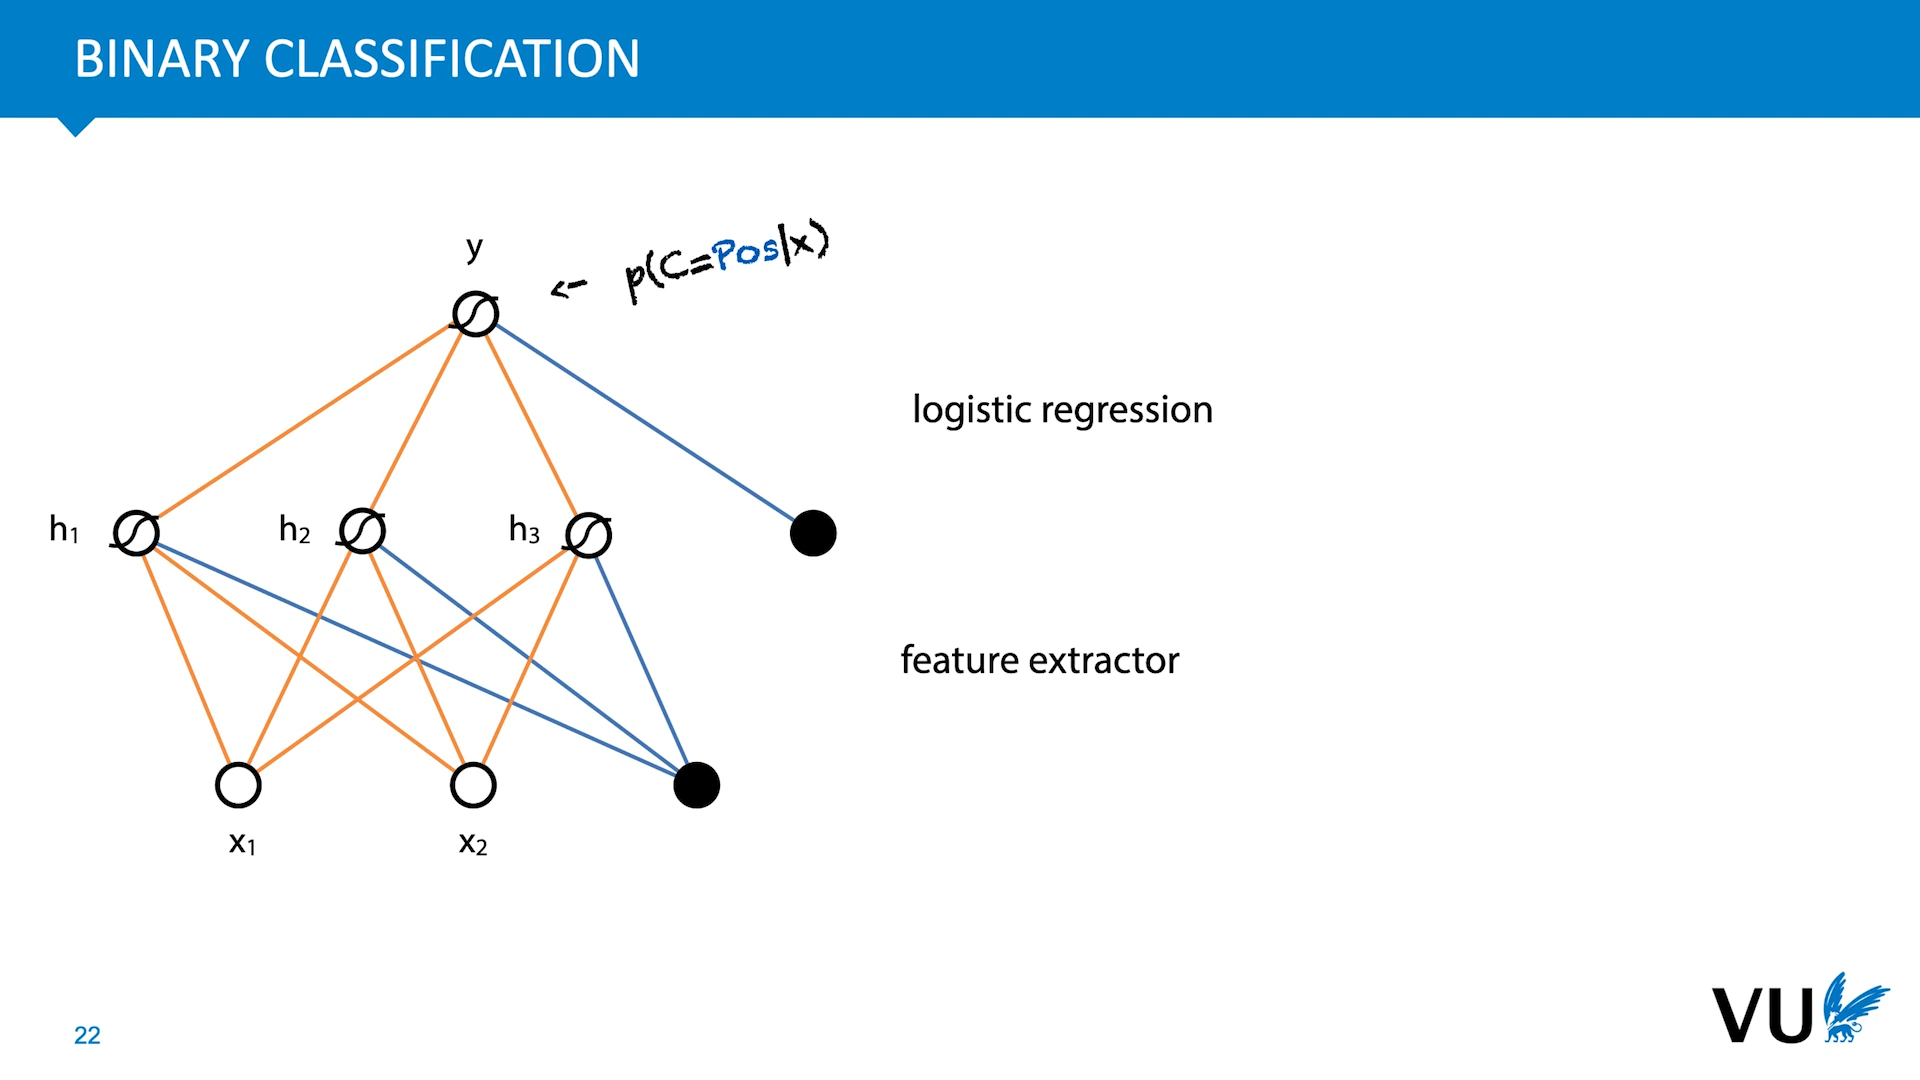 BINARY CLASSIFICATION
y
← p(C=Pos|x)
logistic regression
h₁ h₂ h₃
feature extractor
x₁ x₂
22
VU